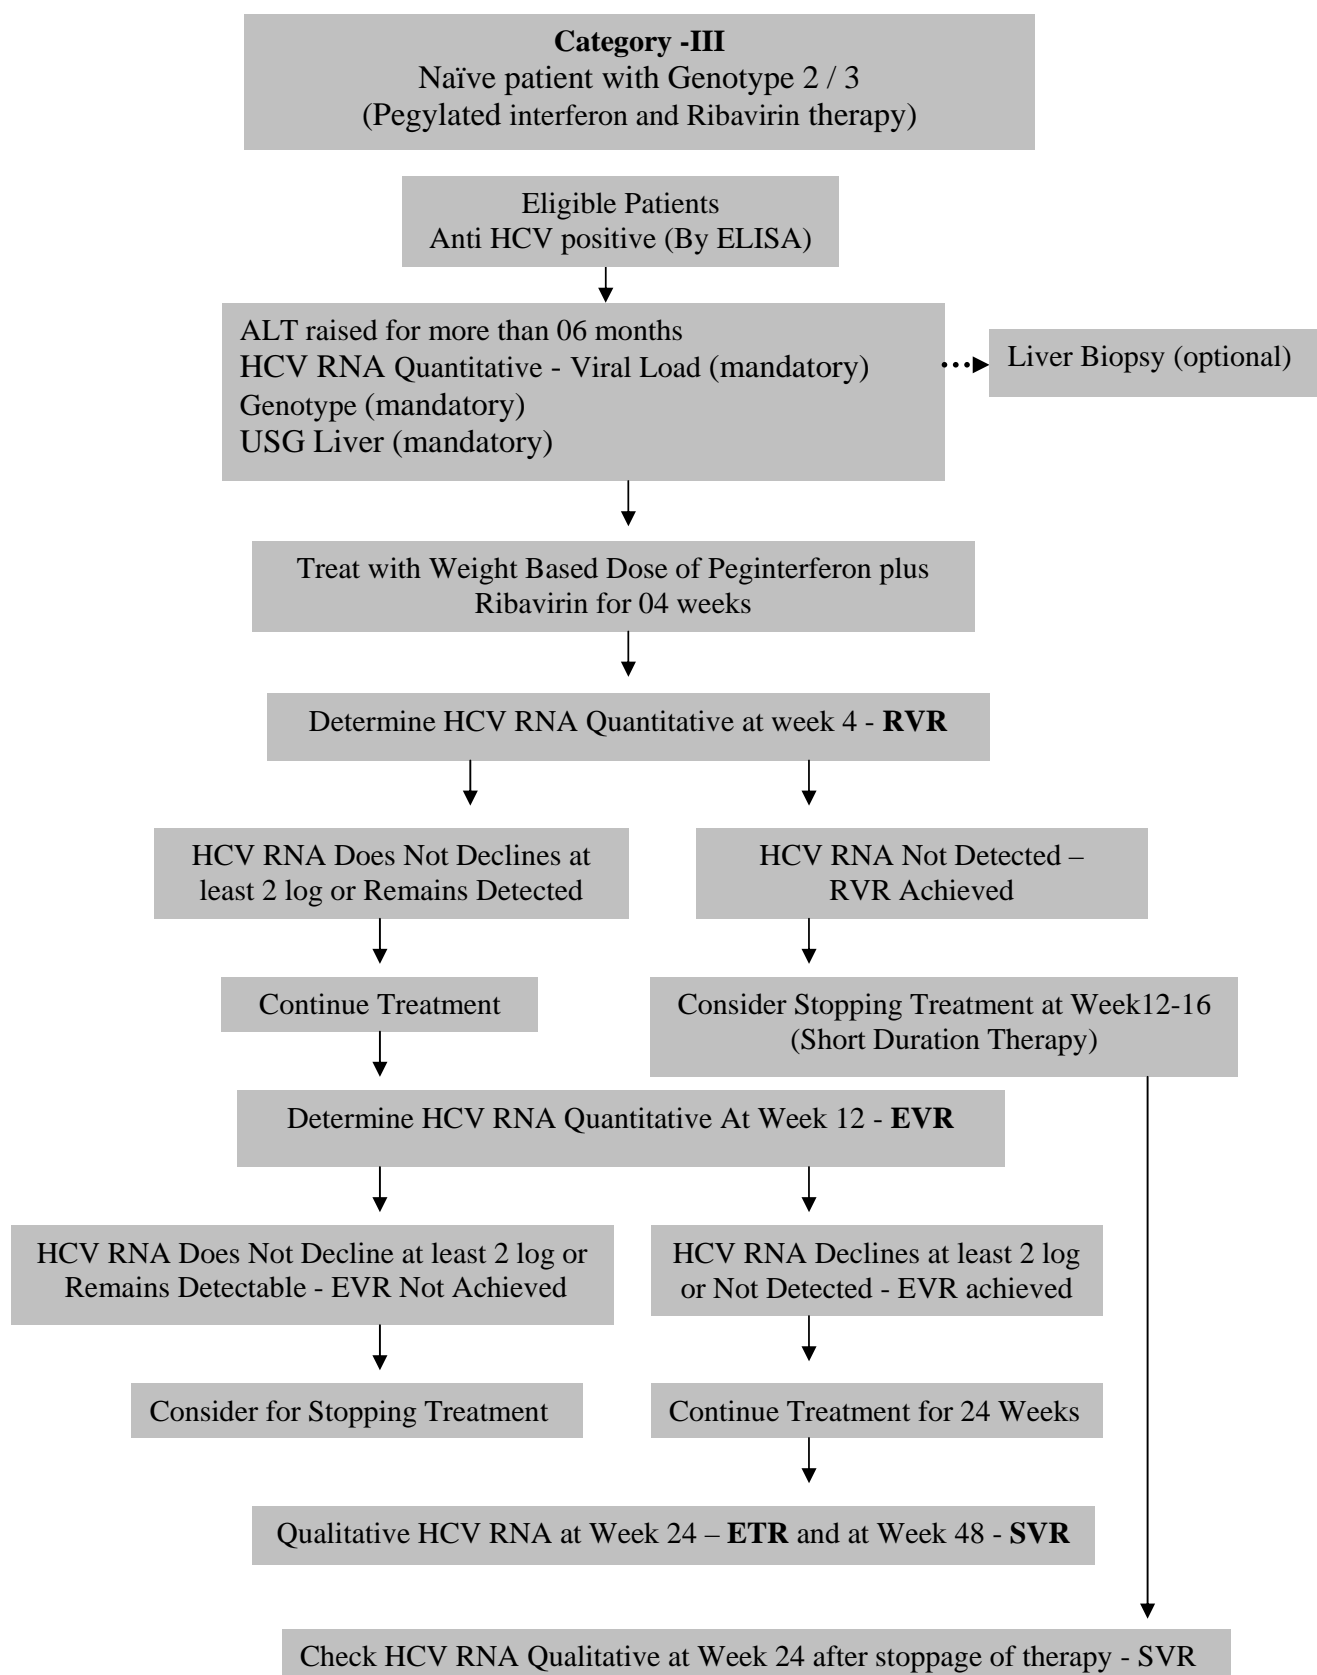 Category -III
Naïve patient with Genotype 2 / 3
(Pegylated interferon and Ribavirin therapy)
Eligible Patients
Anti HCV positive (By ELISA)
ALT raised for more than 06 months
HCV RNA Quantitative - Viral Load (mandatory)
Genotype (mandatory)
USG Liver (mandatory)
Liver Biopsy (optional)
Treat with Weight Based Dose of Peginterferon plus
Ribavirin for 04 weeks
Determine HCV RNA Quantitative at week 4 - RVR
HCV RNA Does Not Declines at
least 2 log or Remains Detected
HCV RNA Not Detected –
RVR Achieved
Continue Treatment
Consider Stopping Treatment at Week12-16
(Short Duration Therapy)
Determine HCV RNA Quantitative At Week 12 - EVR
HCV RNA Does Not Decline at least 2 log or
Remains Detectable - EVR Not Achieved
HCV RNA Declines at least 2 log
or Not Detected - EVR achieved
Consider for Stopping Treatment
Continue Treatment for 24 Weeks
Qualitative HCV RNA at Week 24 – ETR and at Week 48 - SVR
Check HCV RNA Qualitative at Week 24 after stoppage of therapy - SVR